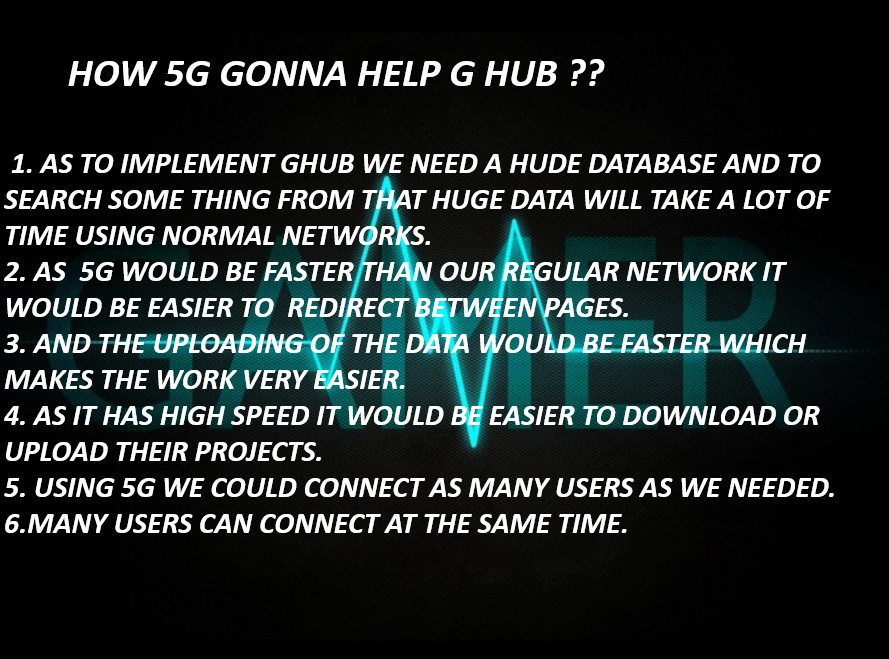 HOW 5G GONNA HELP G HUB ??
1. AS TO IMPLEMENT GHUB WE NEED A HUDE DATABASE AND TO
SEARCH SOME THING FROM THAT HUGE DATA WILL TAKE A LOT OF
TIME USING NORMAL NETWORKS.
2. AS  5G WOULD BE FASTER THAN OUR REGULAR NETWORK IT
WOULD BE EASIER TO  REDIRECT BETWEEN PAGES.
3. AND THE UPLOADING OF THE DATA WOULD BE FASTER WHICH
MAKES THE WORK VERY EASIER.
4. AS IT HAS HIGH SPEED IT WOULD BE EASIER TO DOWNLOAD OR
UPLOAD THEIR PROJECTS.
5. USING 5G WE COULD CONNECT AS MANY USERS AS WE NEEDED.
6.MANY USERS CAN CONNECT AT THE SAME TIME.
GAMER